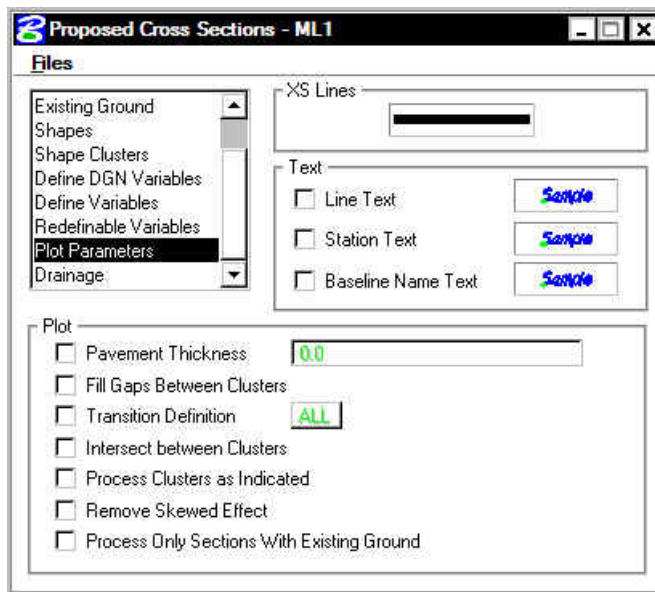 Proposed Cross Sections - ML1
Files
Existing Ground
Shapes
Shape Clusters
Define DGN Variables
Define Variables
Redefinable Variables
Plot Parameters
Drainage
XS Lines
Text
Line Text Sample
Station Text Sample
Baseline Name Text Sample
Plot
Pavement Thickness 0.0
Fill Gaps Between Clusters
Transition Definition ALL
Intersect between Clusters
Process Clusters as Indicated
Remove Skewed Effect
Process Only Sections With Existing Ground